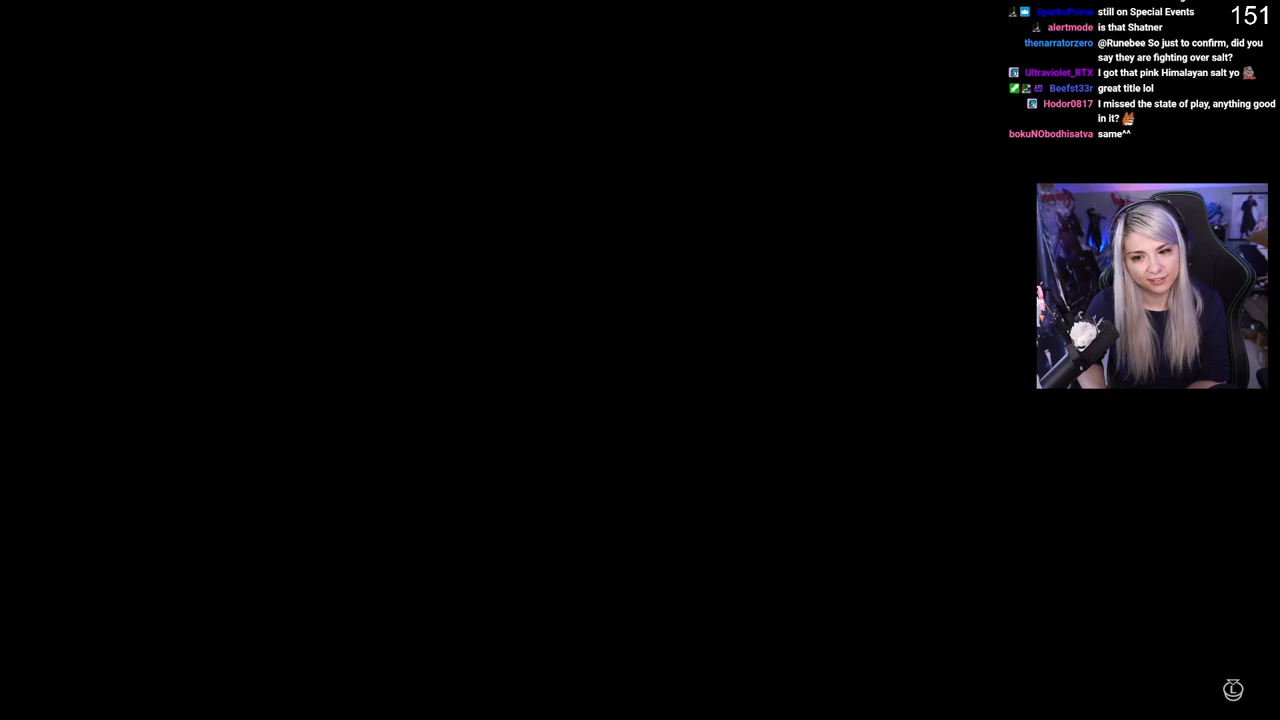 151
SparksPrime still on Special Events
alertmode is that Shatner
thenarratorzero @Runebee So just to confirm, did you
say they are fighting over salt?
Ultraviolet_RTX I got that pink Himalayan salt yo
Beefst33r great title lol
Hodor0817 I missed the state of play, anything good
in it?
bokuNObodhisatva same^^
L